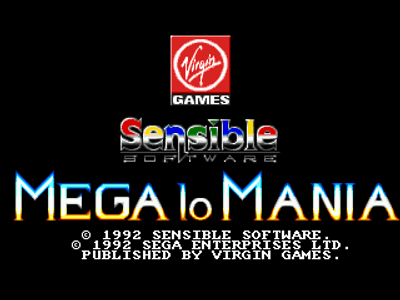 Virgin
GAMES
Sensible
SOFTWARE
MEGA lo MANIA
© 1992 SENSIBLE SOFTWARE.
© 1992 SEGA ENTERPRISES LTD.
PUBLISHED BY VIRGIN GAMES.